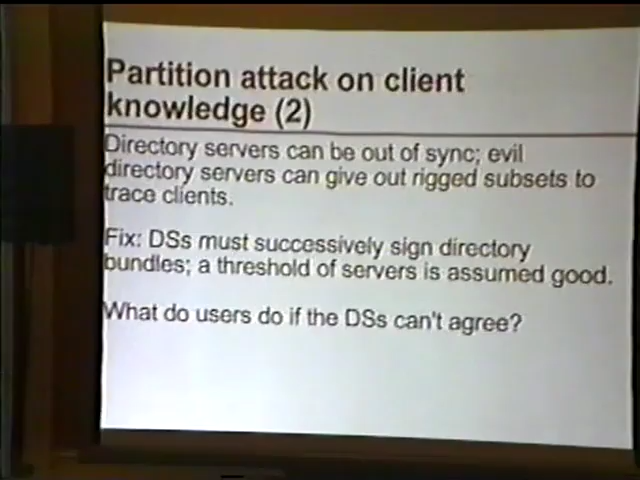 Partition attack on client
knowledge (2)
Directory servers can be out of sync; evil
directory servers can give out rigged subsets to
trace clients.
Fix: DSs must successively sign directory
bundles; a threshold of servers is assumed good.
What do users do if the DSs can't agree?